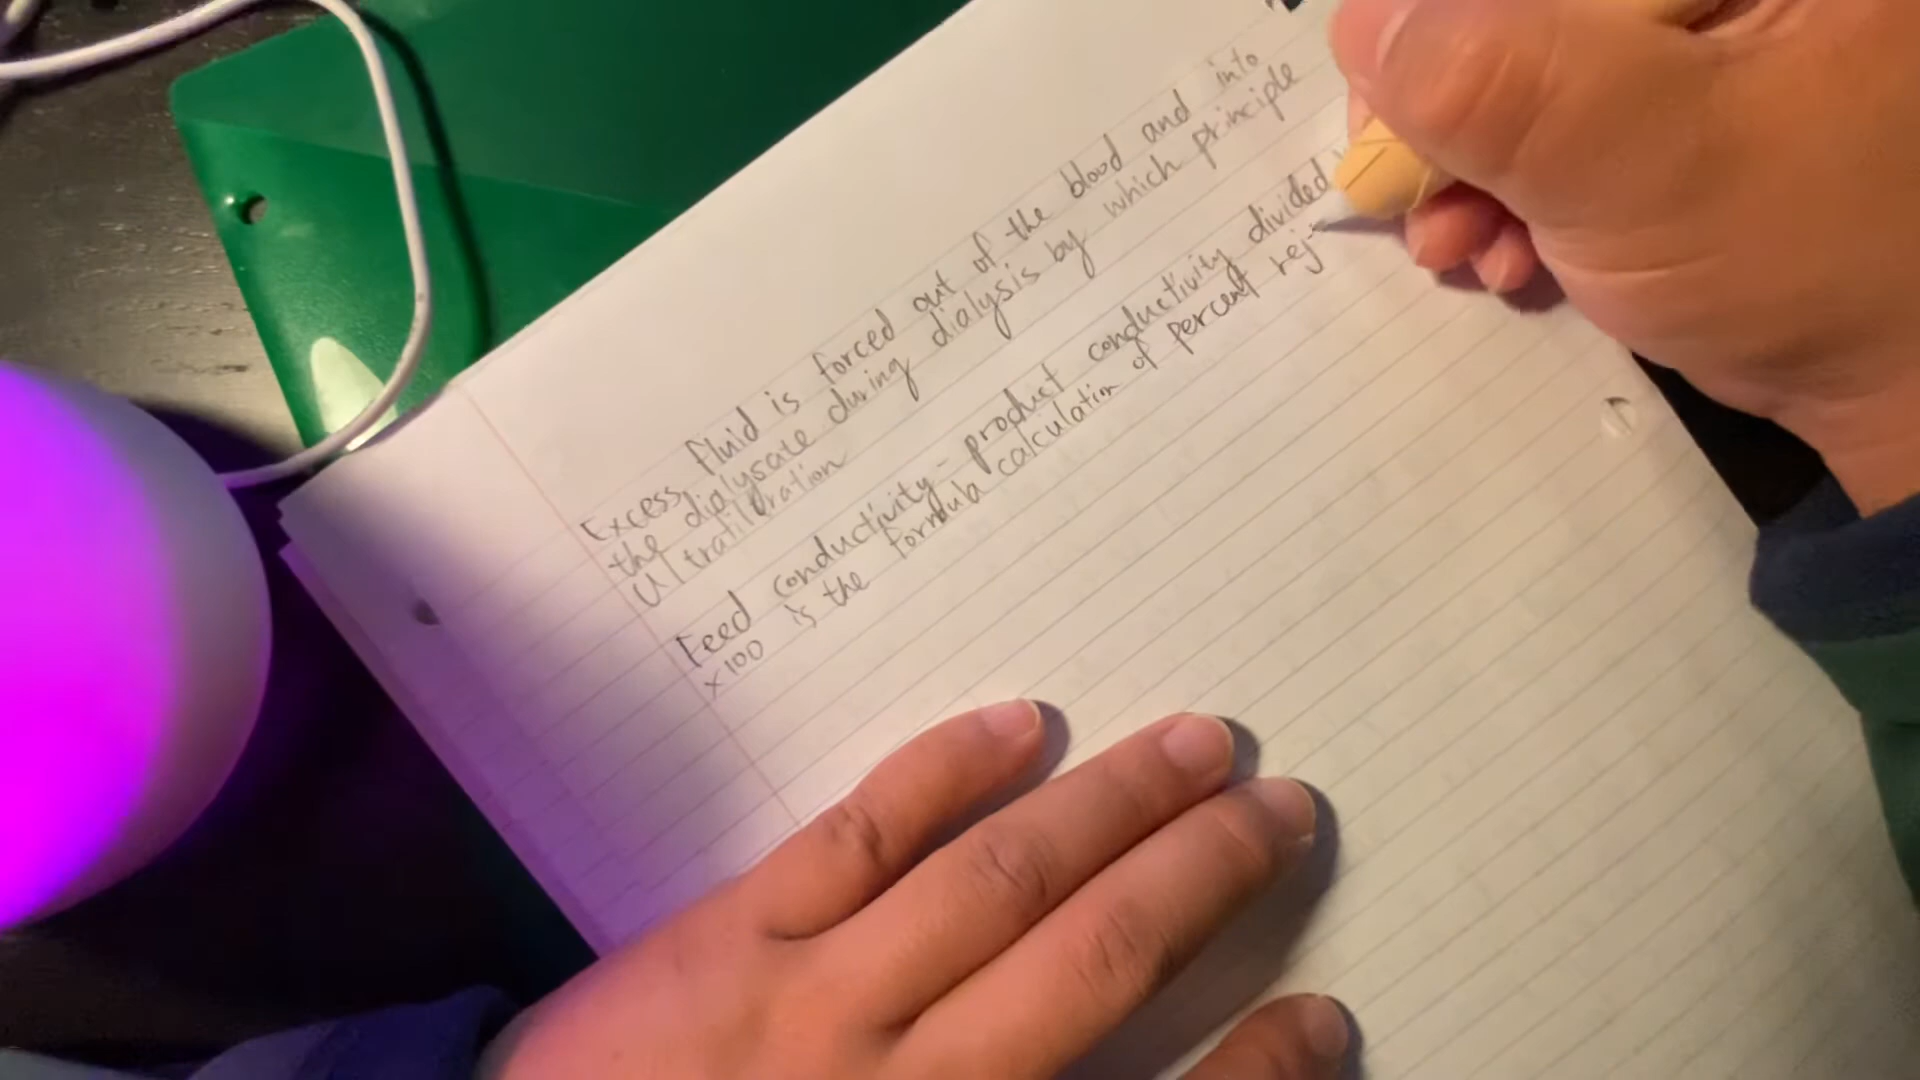 Excess fluid is forced out of the blood and into
the dialysate during dialysis by which principle
Ultrafilration
Feed conductivity - product conductivity divided
x100 is the formula calculation of percent rej